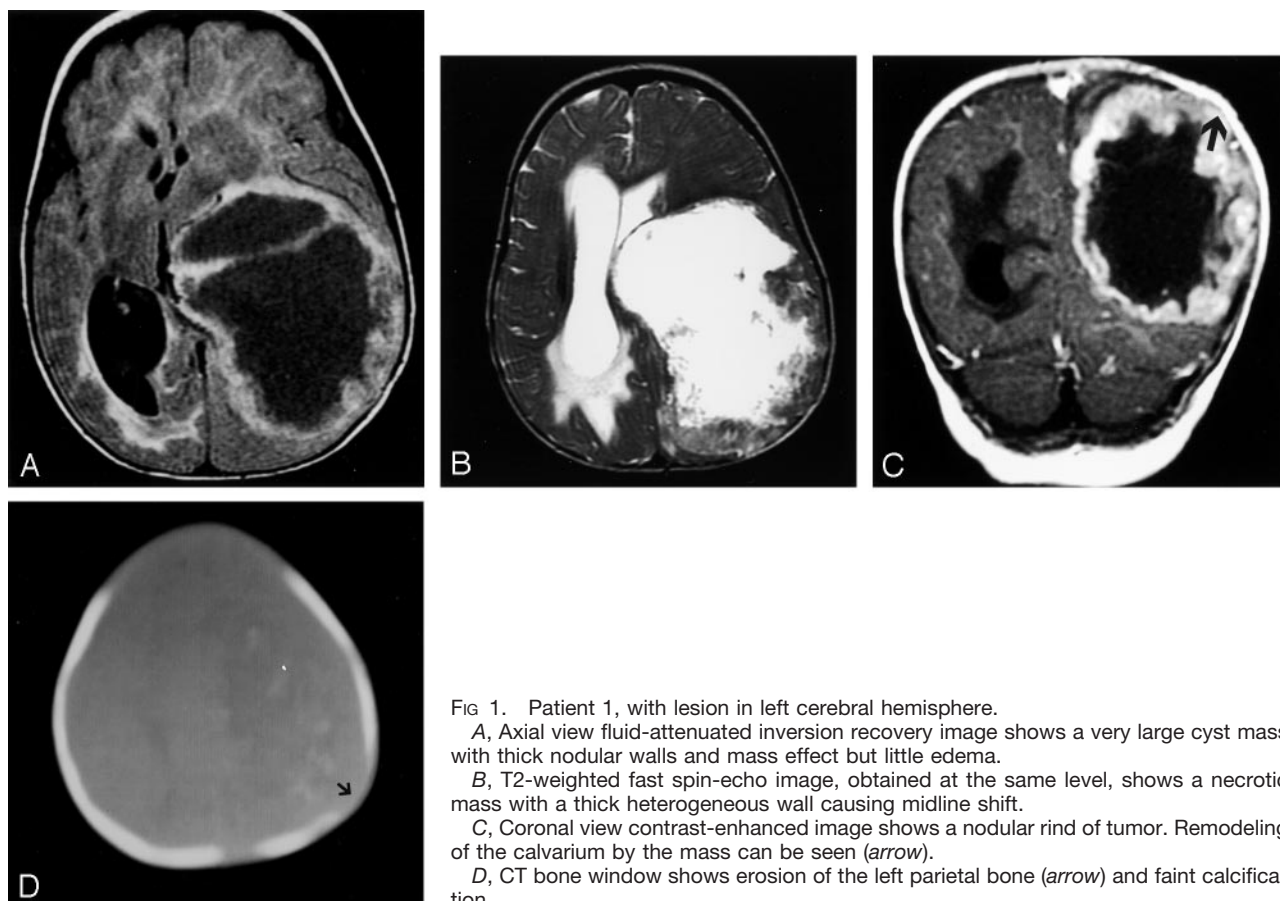 A
B
C
D
FIG 1. Patient 1, with lesion in left cerebral hemisphere.
A, Axial view fluid-attenuated inversion recovery image shows a very large cyst mass
with thick nodular walls and mass effect but little edema.
B, T2-weighted fast spin-echo image, obtained at the same level, shows a necrotic
mass with a thick heterogeneous wall causing midline shift.
C, Coronal view contrast-enhanced image shows a nodular rind of tumor. Remodeling
of the calvarium by the mass can be seen (arrow).
D, CT bone window shows erosion of the left parietal bone (arrow) and faint calcifica-
tion.